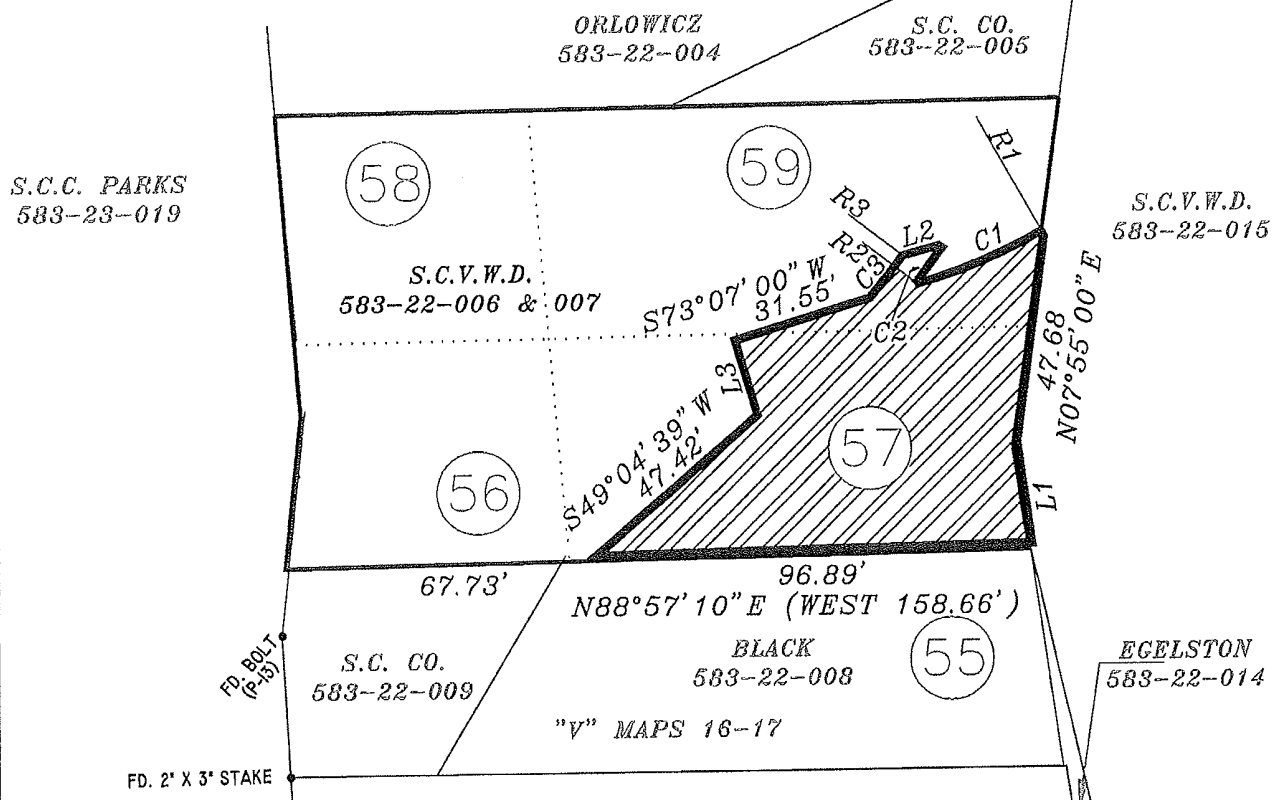 ORLOWICZ
583-22-004
S.C. CO.
583-22-005
S.C.C. PARKS
583-23-019
58
59
R1
S.C.V.W.D.
583-22-015
R3
R2
L2
C1
C3
C2
S.C.V.W.D.
583-22-006 & 007
S73°07'00" W
31.55'
L3
47.68
N07°55'00" E
57
S49°04'39" W
47.42'
56
L1
67.73'
96.89'
N88°57'10" E (WEST 158.66')
FD. BOLT
(P-13)
S.C. CO.
583-22-009
BLACK
583-22-008
55
EGELSTON
583-22-014
"V" MAPS 16-17
FD. 2" X 3" STAKE